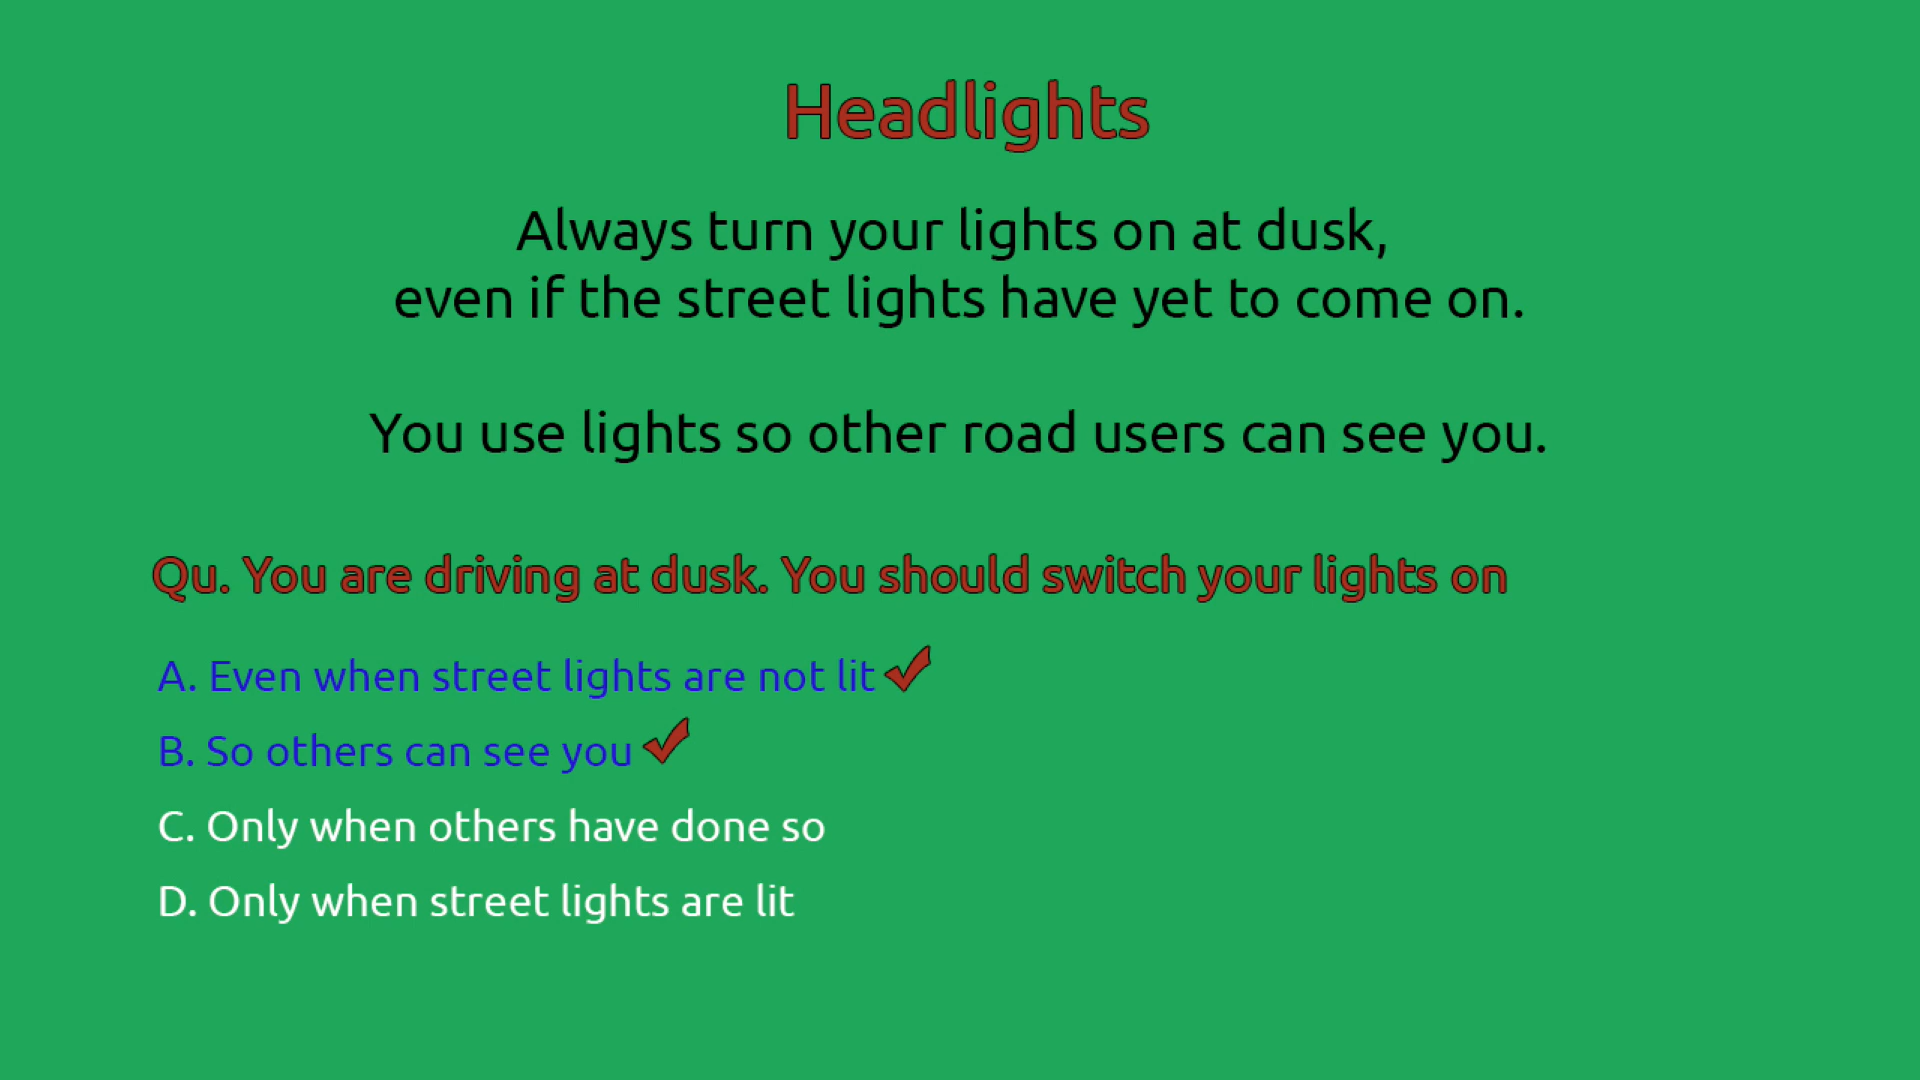 Headlights
Always turn your lights on at dusk,
even if the street lights have yet to come on.
You use lights so other road users can see you.
Qu. You are driving at dusk. You should switch your lights on
A. Even when street lights are not lit
B. So others can see you
C. Only when others have done so
D. Only when street lights are lit